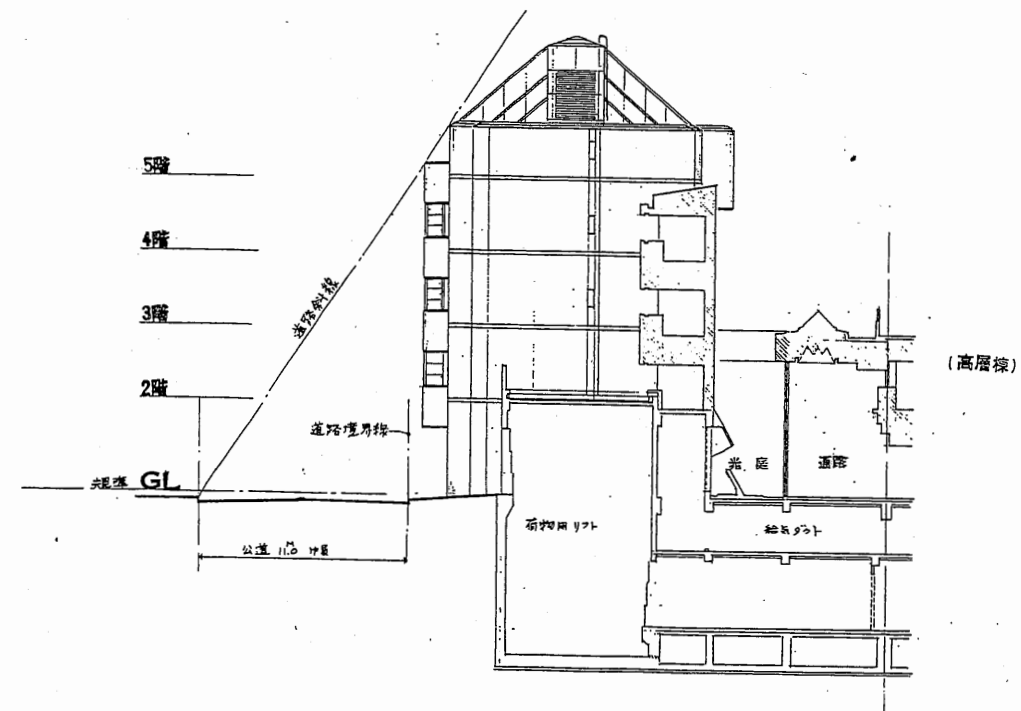 5階
4階
道路斜線
3階
(高層棟)
2階
道路境界線
光庭
通路
規準 GL
荷物用リフト
給気ダクト
公道 11.0M 巾員